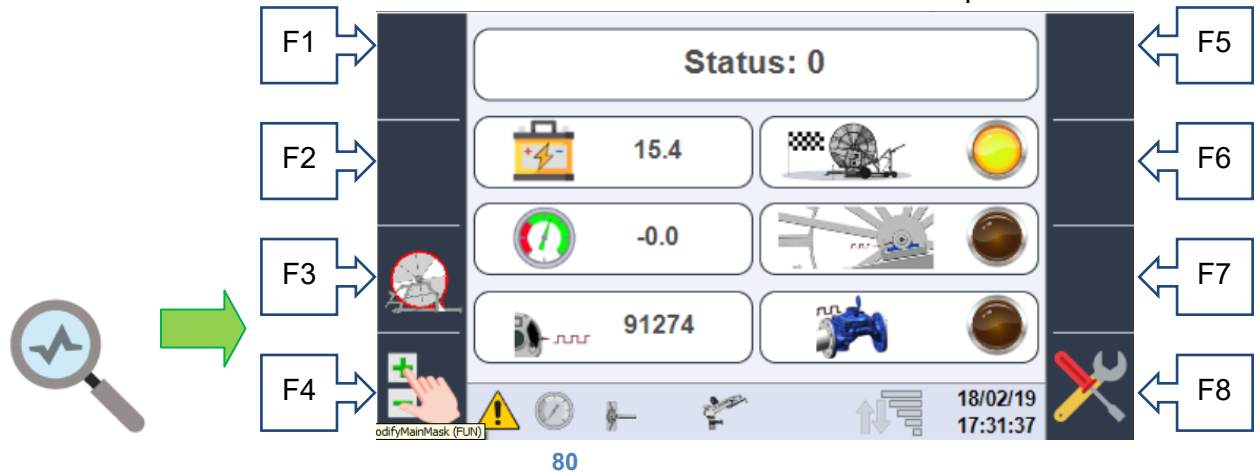 F1
F5
Status: 0
F2
15.4
F6
F3
-0.0
F7
91274
F4
18/02/19
F8
17:31:37
odifyMainMask (FUN)
80